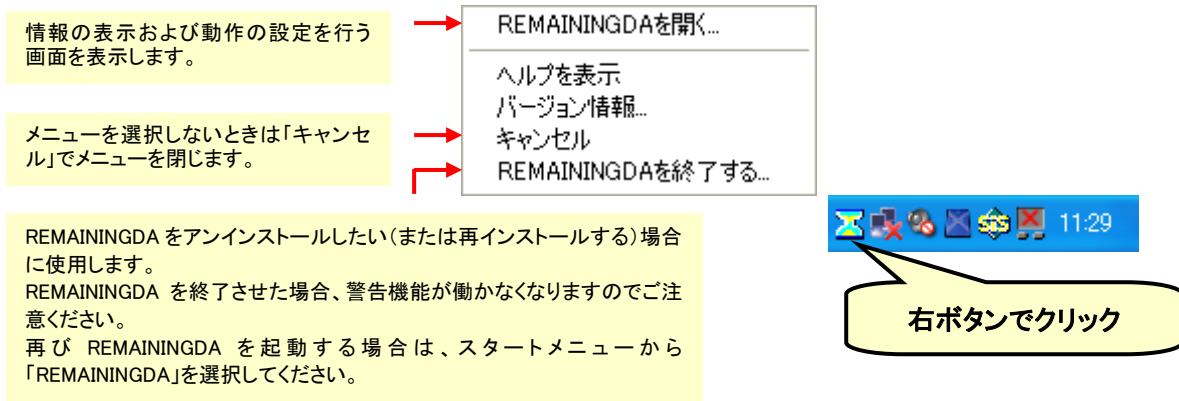 情報の表示および動作の設定を行う
画面を表示します。
REMAININGDAを開く...
ヘルプを表示
バージョン情報...
メニューを選択しないときは「キャンセ
ル」でメニューを閉じます。
キャンセル
REMAININGDAを終了する...
REMAININGDA をアンインストールしたい(または再インストールする)場合
に使用します。
REMAININGDA を終了させた場合、警告機能が働かなくなりますのでご注
意ください。
再び REMAININGDA を起動する場合は、スタートメニューから
「REMAININGDA」を選択してください。
STS 11:29
右ボタンでクリック